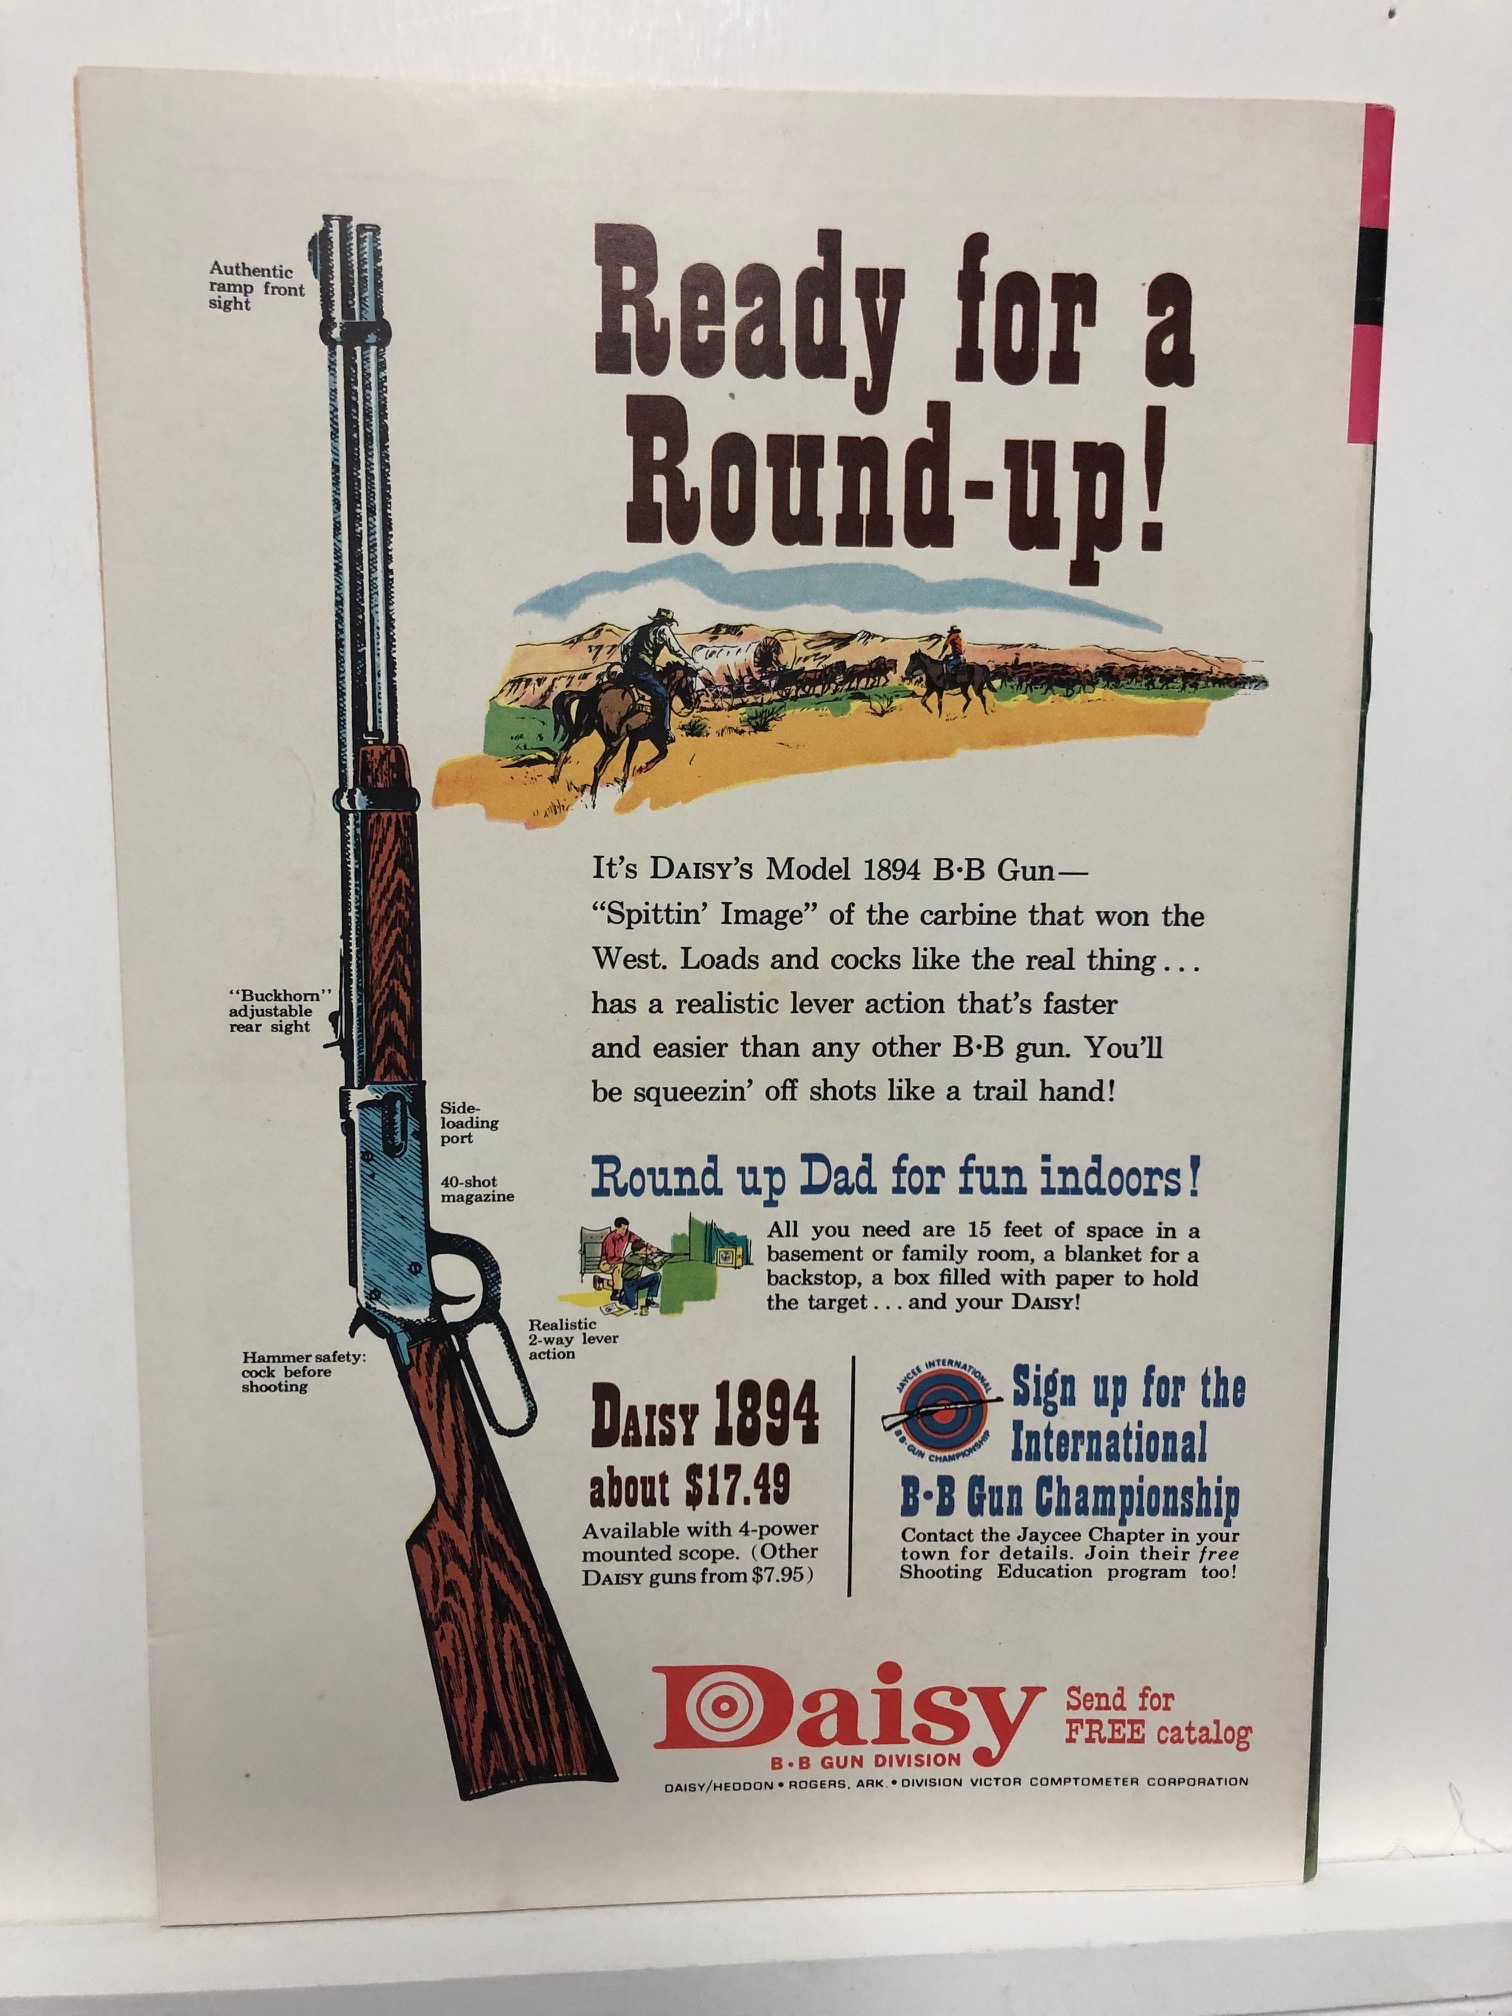 Ready for a
Round-up!
Authentic
ramp front
sight
"Buckhorn"
adjustable
rear sight
Side-
loading
port
40-shot
magazine
Realistic
2-way lever
action
Hammer safety:
cock before
shooting
It's DAISY'S Model 1894 B·B Gun—
"Spittin' Image" of the carbine that won the
West. Loads and cocks like the real thing...
has a realistic lever action that's faster
and easier than any other B·B gun. You'll
be squeezin' off shots like a trail hand!
Round up Dad for fun indoors!
All you need are 15 feet of space in a
basement or family room, a blanket for a
backstop, a box filled with paper to hold
the target...and your DAISY!
DAISY 1894
about $17.49
Available with 4-power
mounted scope. (Other
DAISY guns from $7.95)
JAYCEE INTERNATIONAL
BB-GUN CHAMPIONSHIP
Sign up for the
International
B·B Gun Championship
Contact the Jaycee Chapter in your
town for details. Join their free
Shooting Education program too!
Daisy
B·B GUN DIVISION
Send for
FREE catalog
DAISY/HEDDON • ROGERS, ARK. • DIVISION VICTOR COMPTOMETER CORPORATION